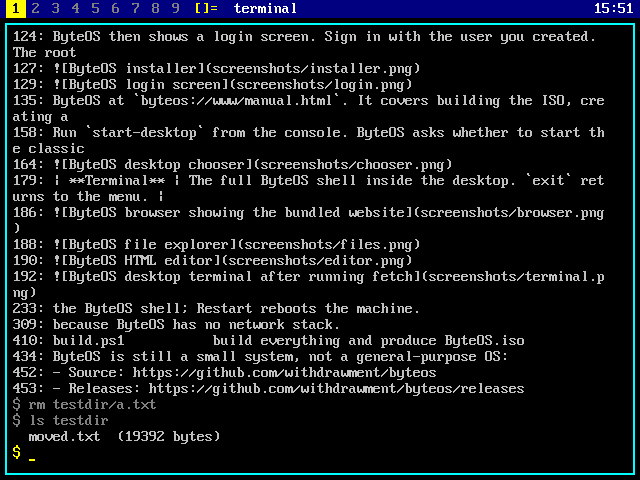 1 2 3 4 5 6 7 8 9 []= terminal 15:51
124: ByteOS then shows a login screen. Sign in with the user you created.
The root
127: ![ByteOS installer](screenshots/installer.png)
129: ![ByteOS login screen](screenshots/login.png)
135: ByteOS at `byteos://www/manual.html`. It covers building the ISO, cre
ating a
158: Run `start-desktop` from the console. ByteOS asks whether to start th
e classic
164: ![ByteOS desktop chooser](screenshots/chooser.png)
179: | **Terminal** | The full ByteOS shell inside the desktop. `exit` ret
urns to the menu. |
186: ![ByteOS browser showing the bundled website](screenshots/browser.png
)
188: ![ByteOS file explorer](screenshots/files.png)
190: ![ByteOS HTML editor](screenshots/editor.png)
192: ![ByteOS desktop terminal after running fetch](screenshots/terminal.p
ng)
233: the ByteOS shell; Restart reboots the machine.
309: because ByteOS has no network stack.
410: build.ps1 build everything and produce ByteOS.iso
434: ByteOS is still a small system, not a general-purpose OS:
452: - Source: https://github.com/withdrawment/byteos
453: - Releases: https://github.com/withdrawment/byteos/releases
$ rm testdir/a.txt
$ ls testdir
moved.txt (19392 bytes)
$ _